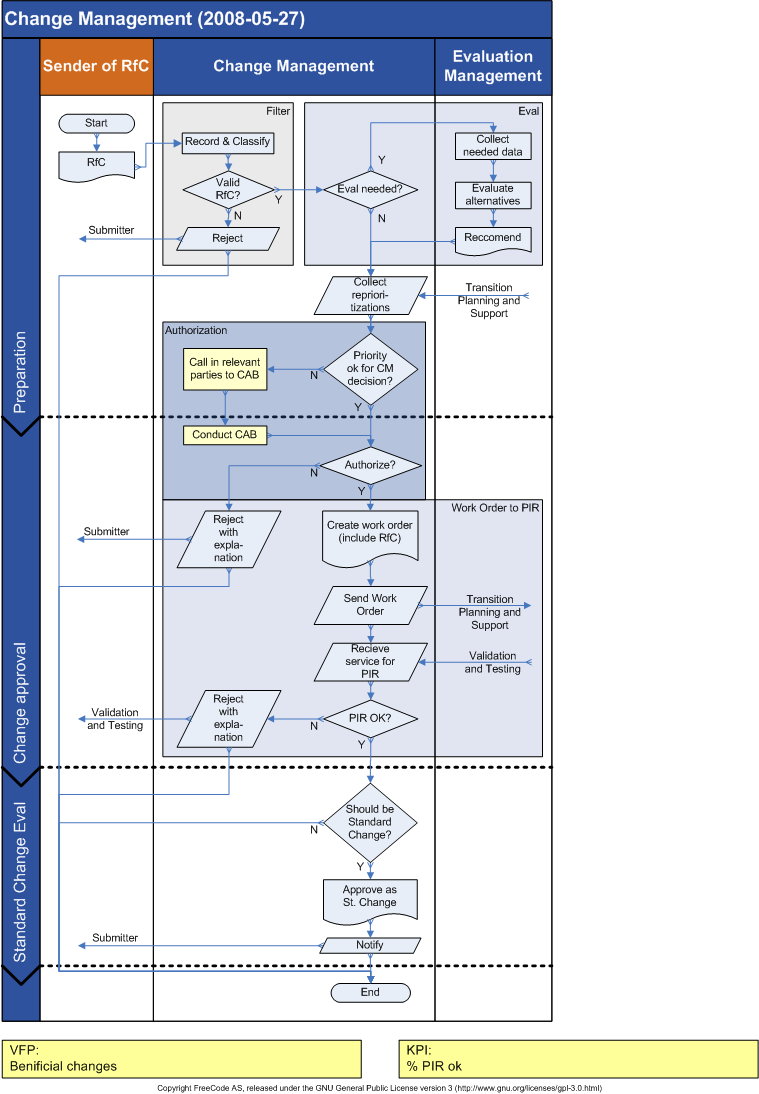 Change Management (2008-05-27)
Sender of RfC
Change Management
Evaluation
Management
Preparation
Change approval
Standard Change Eval
Filter
Eval
Start
RfC
Record & Classify
Valid
RfC?
Y
N
Reject
Submitter
Eval needed?
Y
N
Collect
needed data
Evaluate
alternatives
Reccomend
Collect
repriori-
tizations
Transition
Planning and
Support
Authorization
Call in relevant
parties to CAB
N
Priority
ok for CM
decision?
Y
Conduct CAB
Authorize?
N
Y
Work Order to PIR
Submitter
Reject
with
expla-
nation
Create work order
(include RfC)
Send Work
Order
Transition
Planning and
Support
Recieve
service for
PIR
Validation
and Testing
Validation
and Testing
Reject
with
expla-
nation
N
PIR OK?
Y
Should be
Standard
Change?
N
Y
Approve as
St. Change
Submitter
Notify
End
VFP:
Benificial changes
KPI:
% PIR ok
Copyright FreeCode AS, released under the GNU General Public License version 3 (http://www.gnu.org/licenses/gpl-3.0.html)